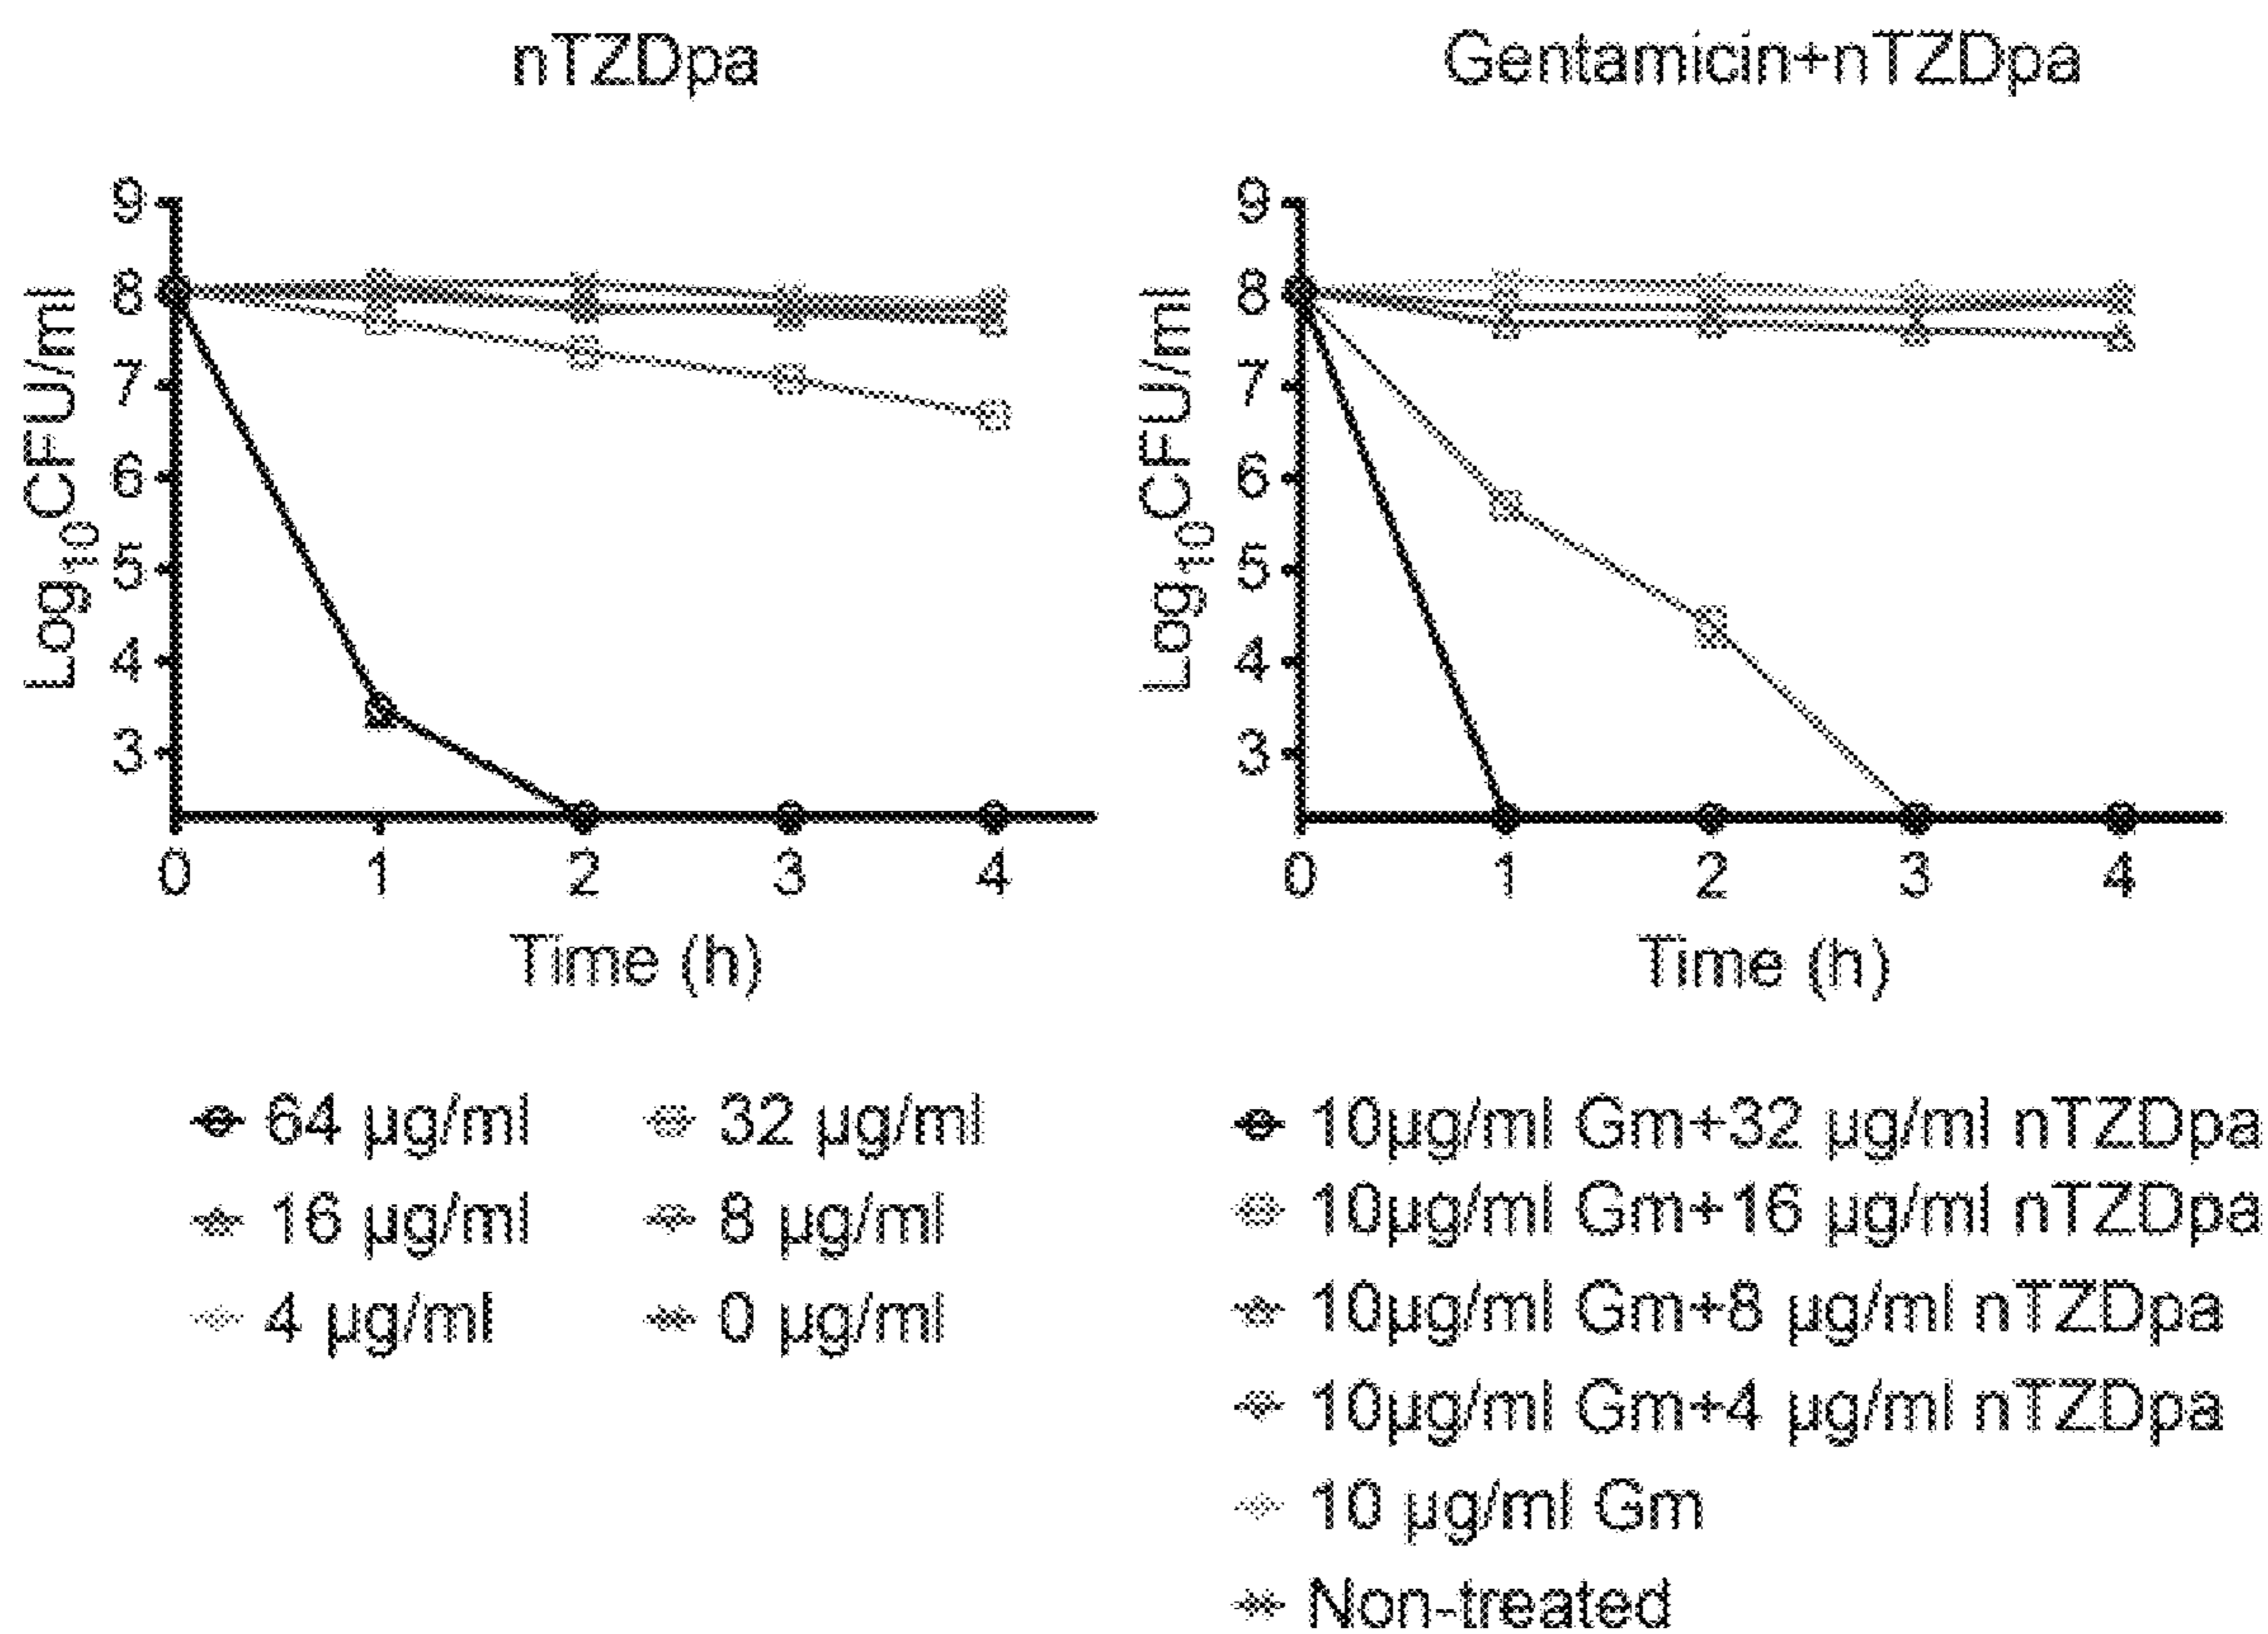 nTZDpa
Log10CFU/ml
9
8
7
6
5
4
3
0 1 2 3 4
Time (h)
64 µg/ml 32 µg/ml
16 µg/ml 8 µg/ml
4 µg/ml 0 µg/ml
Gentamicin+nTZDpa
Log10CFU/ml
9
8
7
6
5
4
3
0 1 2 3 4
Time (h)
10µg/ml Gm+32 µg/ml nTZDpa
10µg/ml Gm+16 µg/ml nTZDpa
10µg/ml Gm+8 µg/ml nTZDpa
10µg/ml Gm+4 µg/ml nTZDpa
10 µg/ml Gm
Non-treated